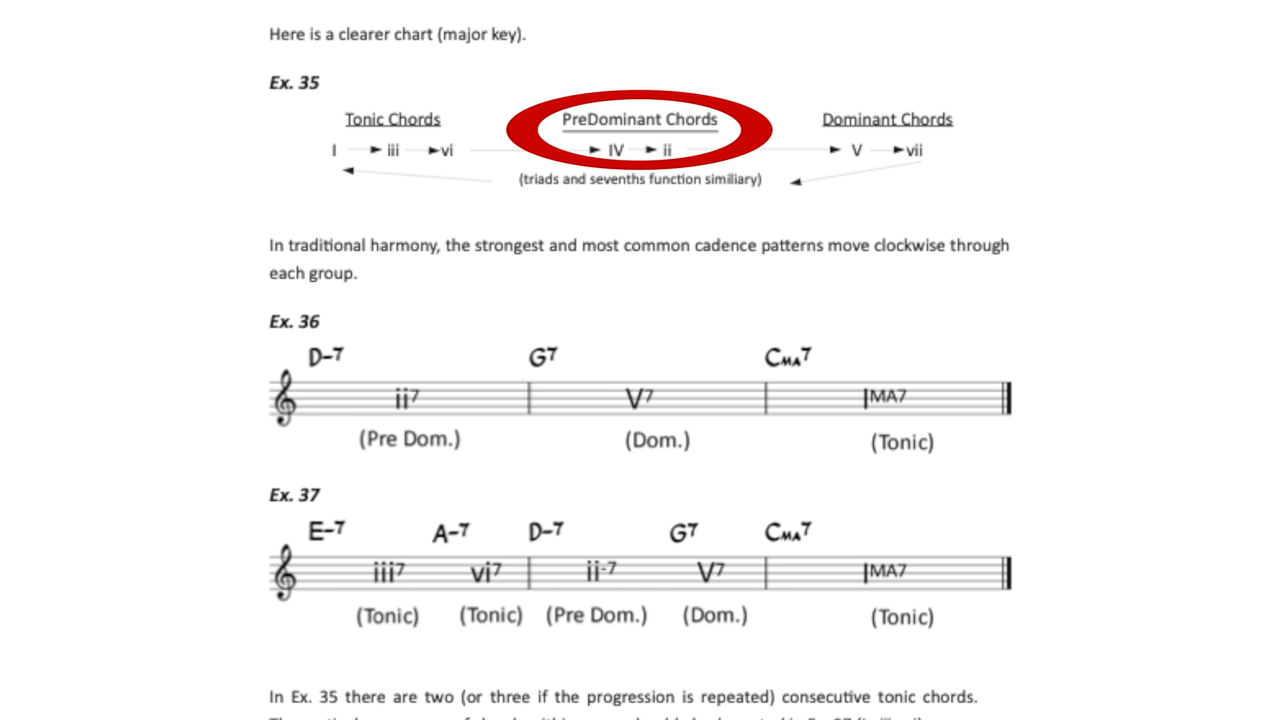 Here is a clearer chart (major key).
Ex. 35
Tonic Chords PreDominant Chords Dominant Chords
I iii vi IV ii V vii
(triads and sevenths function similiary)
In traditional harmony, the strongest and most common cadence patterns move clockwise through
each group.
Ex. 36
D-7 G7 CMA7
ii7 V7 IMA7
(Pre Dom.) (Dom.) (Tonic)
Ex. 37
E-7 A-7 D-7 G7 CMA7
iii7 vi7 ii-7 V7 IMA7
(Tonic) (Tonic) (Pre Dom.) (Dom.) (Tonic)
In Ex. 35 there are two (or three if the progression is repeated) consecutive tonic chords.